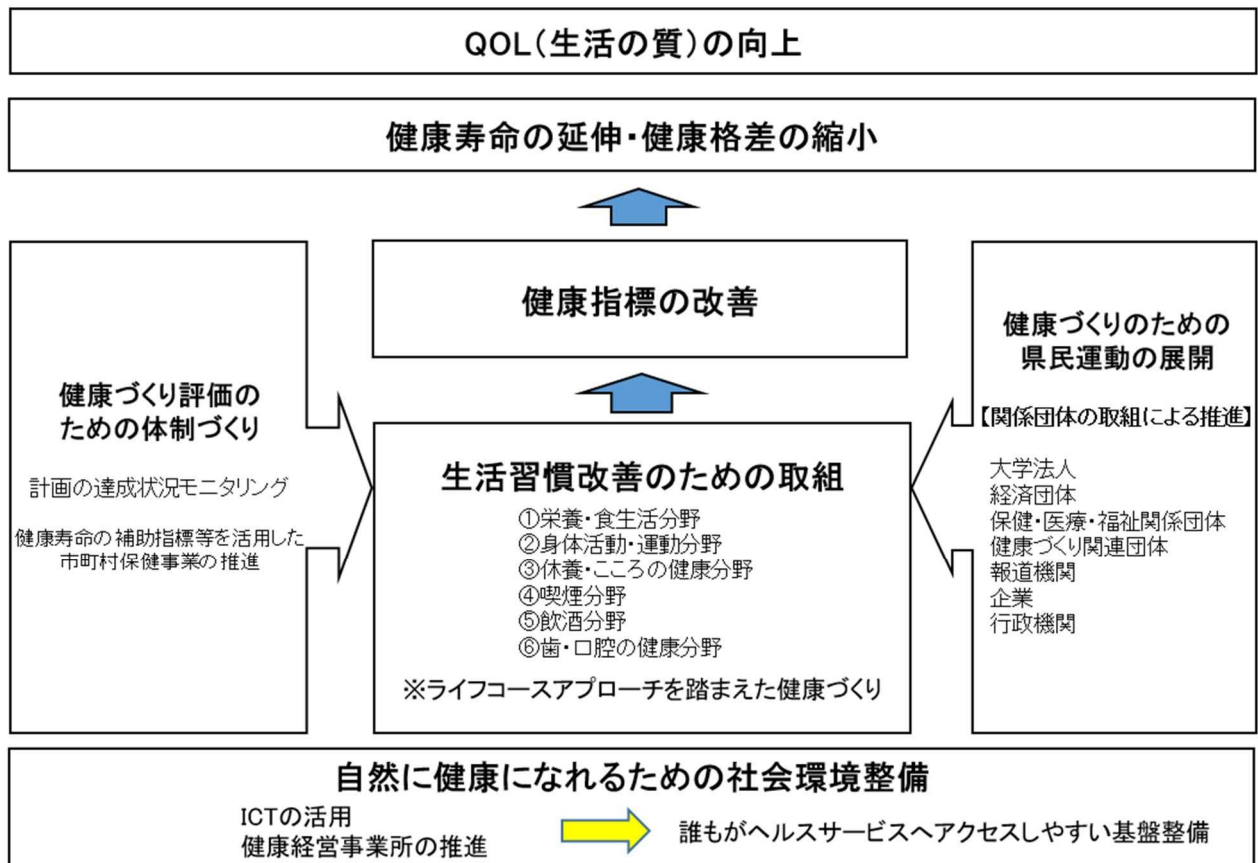 QOL(生活の質)の向上
健康寿命の延伸・健康格差の縮小
健康指標の改善
健康づくり評価の
ための体制づくり
計画の達成状況モニタリング
健康寿命の補助指標等を活用した
市町村保健事業の推進
生活習慣改善のための取組
①栄養・食生活分野
②身体活動・運動分野
③休養・こころの健康分野
④喫煙分野
⑤飲酒分野
⑥歯・口腔の健康分野
※ライフコースアプローチを踏まえた健康づくり
健康づくりのための
県民運動の展開
【関係団体の取組による推進】
大学法人
経済団体
保健・医療・福祉関係団体
健康づくり関連団体
報道機関
企業
行政機関
自然に健康になれるための社会環境整備
ICTの活用
健康経営事業所の推進
誰もがヘルスサービスへアクセスしやすい基盤整備